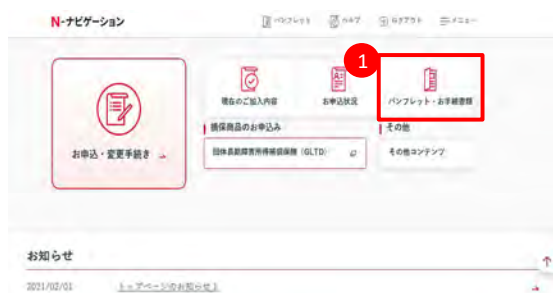 N-ナビゲーション
パンフレット ヘルプ ログアウト メニュー
1
お申込・変更手続き
現在のご加入内容
お申込状況
パンフレット・お手続書類
損保商品のお申込み
団体長期障害所得補償保険（GLTD）
その他
その他コンテンツ
お知らせ
2021/02/01 トップページのお知らせ１